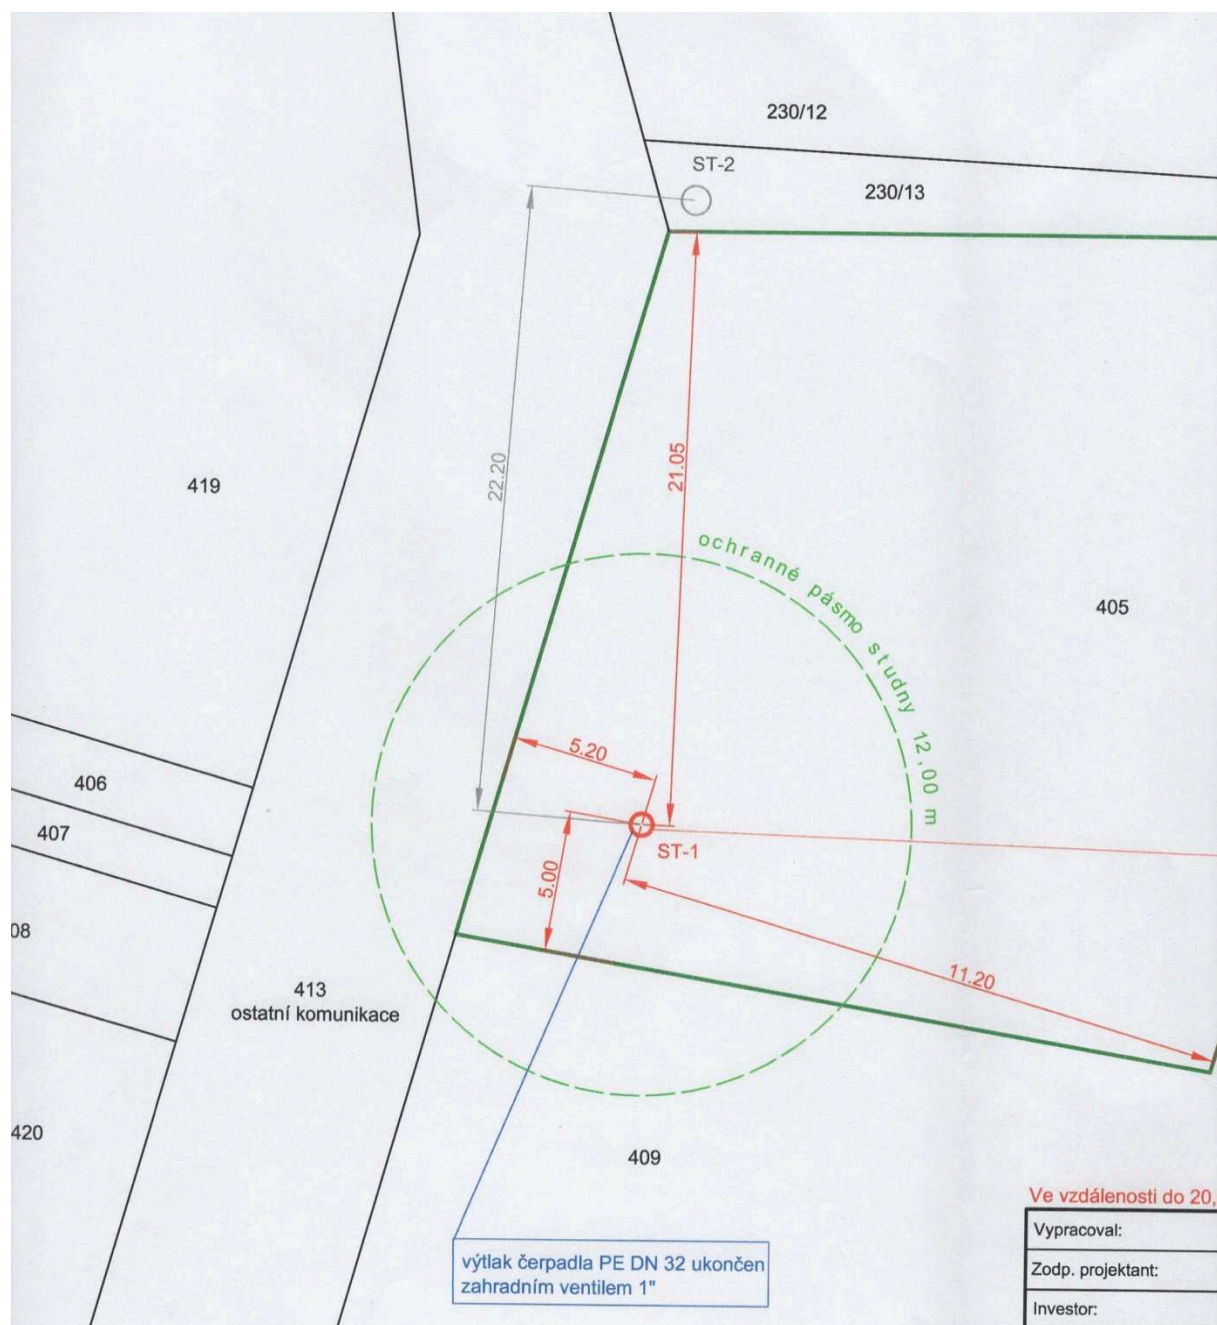 230/12
ST-2
230/13
22.20
21.05
419
ochranné pásmo studny 12,00 m
405
5.20
406
407
ST-1
5.00
08
11.20
413
ostatní komunikace
420
409
Ve vzdálenosti do 20,
výtlak čerpadla PE DN 32 ukončen
zahradním ventilem 1"
Vypracoval:
Zodp. projektant:
Investor: